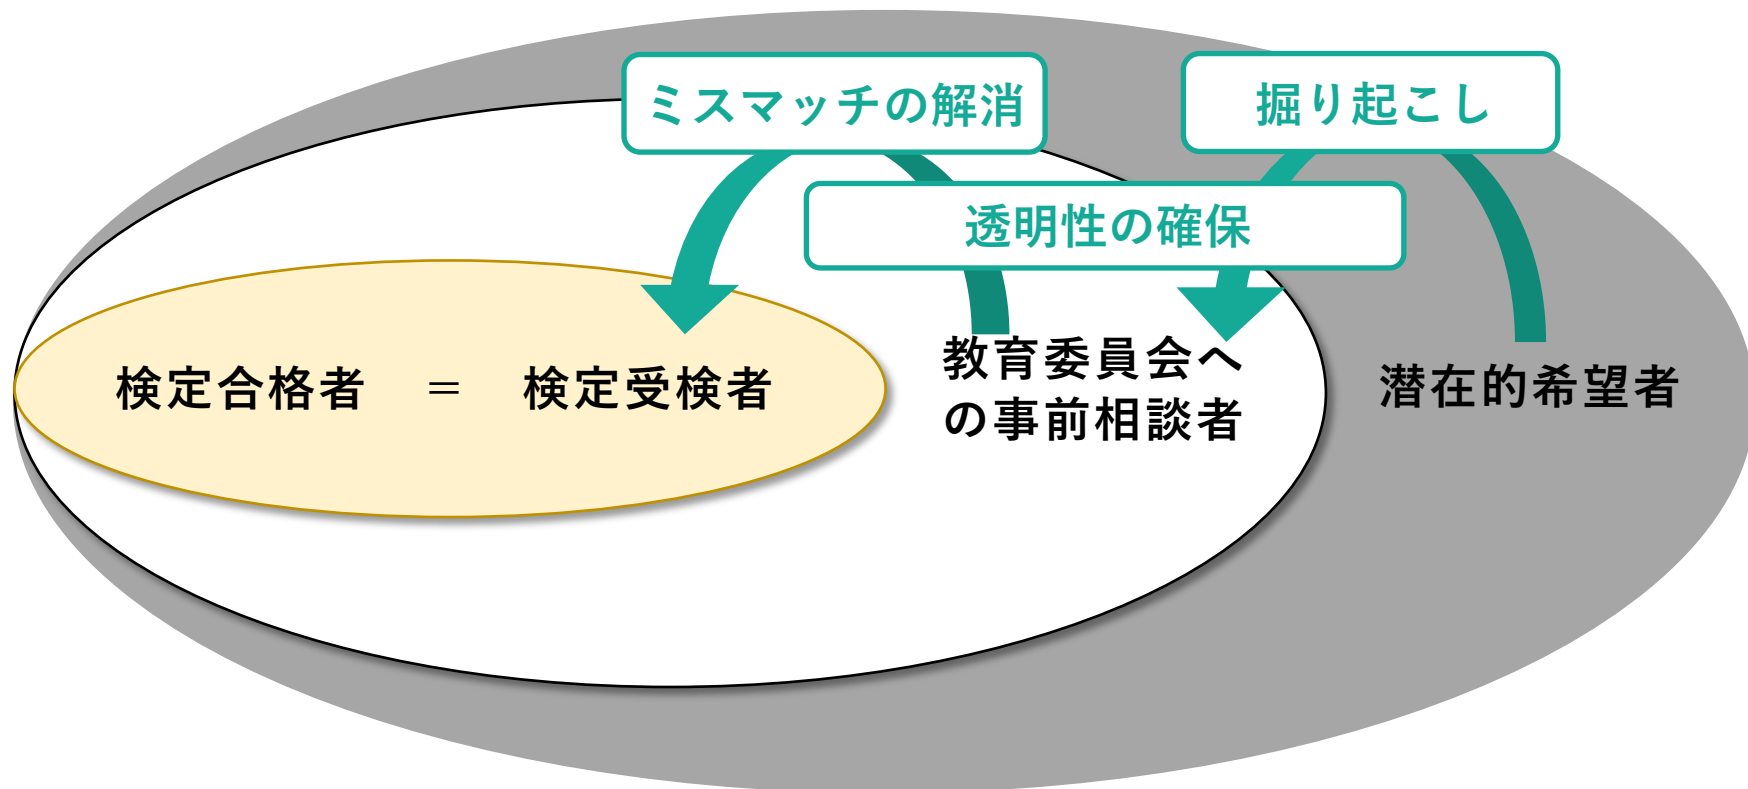 ミスマッチの解消
掘り起こし
透明性の確保
検定合格者 = 検定受検者
教育委員会へ
の事前相談者
潜在的希望者